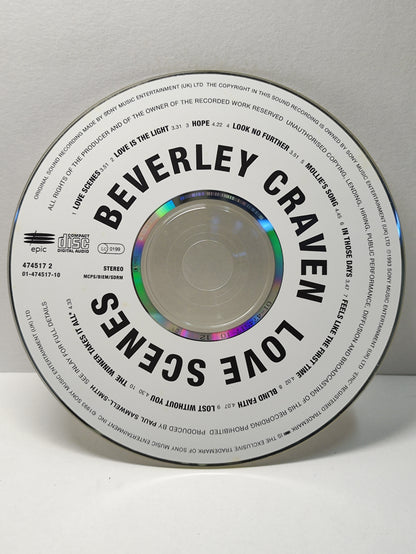 BEVERLEY CRAVEN
LOVE SCENES
1 LOVE SCENES 3.41 2 LOVE IS THE LIGHT 3.31 3 HOPE 4.22 4 LOOK NO FURTHER 3.51 5 MOLLIE'S SONG 4.45 6 IN THOSE DAYS 3.47 7 FEELS LIKE THE FIRST TIME 4.02 8 BLIND FAITH 4.07 9 LOST WITHOUT YOU 4.30 10 THE WINNER TAKES IT ALL* 4.33
epic
COMPACT
disc
DIGITAL AUDIO
LC 0199
474517 2
01-474517-10
STEREO
MCPS/BIEM/SDRM
ORIGINAL SOUND RECORDING MADE BY SONY MUSIC ENTERTAINMENT (UK) LTD THE COPYRIGHT IN THIS SOUND RECORDING IS OWNED BY SONY MUSIC ENTERTAINMENT (UK) LTD ©1993 SONY MUSIC ENTERTAINMENT (UK) LTD 'EPIC' REGISTERED TRADEMARK
IS THE EXCLUSIVE TRADEMARK OF SONY MUSIC ENTERTAINMENT INC
ALL RIGHTS OF THE PRODUCER AND OF THE OWNER OF THE RECORDED WORK RESERVED UNAUTHORISED COPYING, LENDING, HIRING, PUBLIC PERFORMANCE, DIFFUSION AND BROADCASTING OF THIS RECORDING PROHIBITED PRODUCED BY PAUL SAMWELL-SMITH SEE INLAY FOR FULL DETAILS